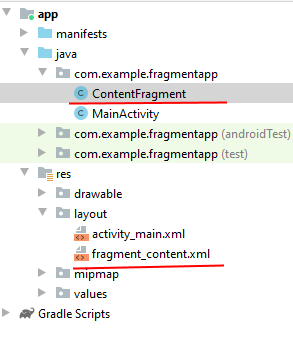 app
manifests
java
com.example.fragmentapp
ContentFragment
MainActivity
com.example.fragmentapp (androidTest)
com.example.fragmentapp (test)
res
drawable
layout
activity_main.xml
fragment_content.xml
mipmap
values
Gradle Scripts